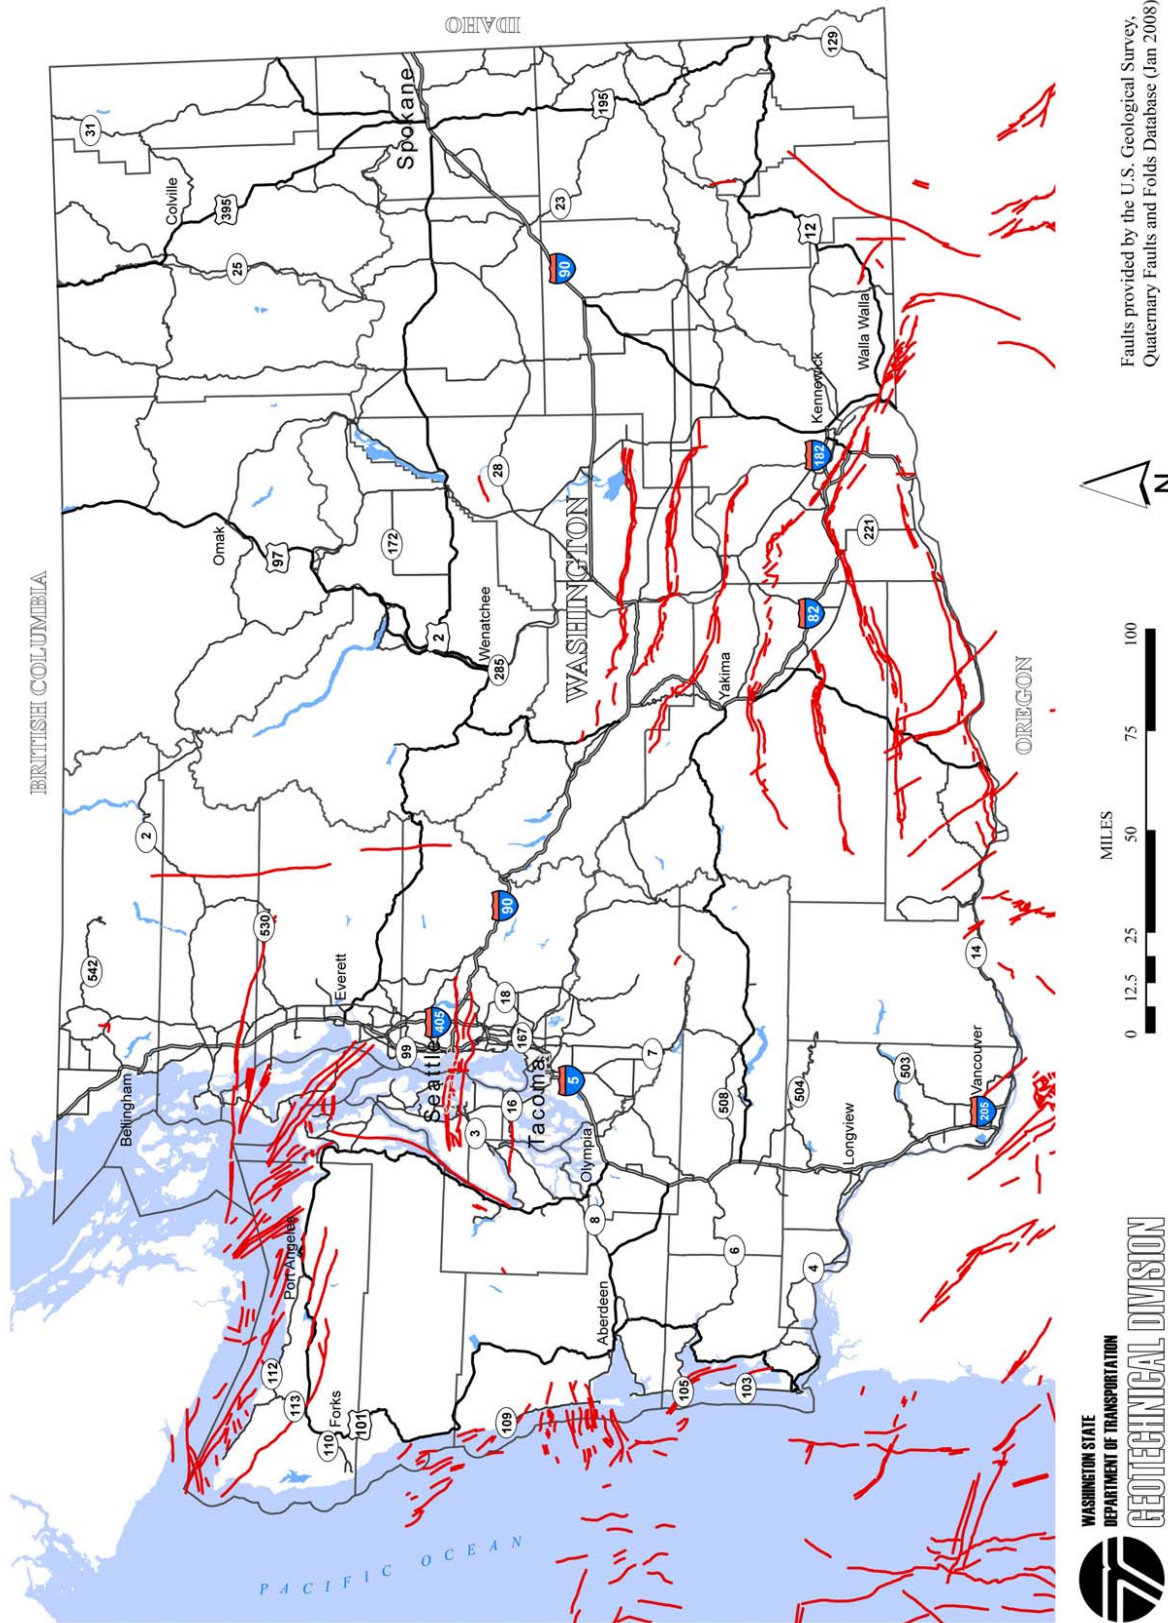 BRITISH COLUMBIA
IDAHO
WASHINGTON
OREGON
PACIFIC OCEAN
Bellingham
542
2
530
Everett
Omak
97
172
Colville
31
395
25
Spokane
2
Wenatchee
285
28
90
23
195
129
12
Port Angeles
112
113
110
Forks
101
109
99
405
Seattle
90
18
167
3
16
Tacoma
5
Olympia
8
7
Aberdeen
105
103
6
4
508
504
503
Longview
Vancouver
205
14
Yakima
82
221
182
Kennewick
Walla Walla
MILES
0
12.5
25
50
75
100
N
Faults provided by the U.S. Geological Survey,
Quaternary Faults and Folds Database (Jan 2008)
WASHINGTON STATE
DEPARTMENT OF TRANSPORTATION
GEOTECHNICAL DIVISION